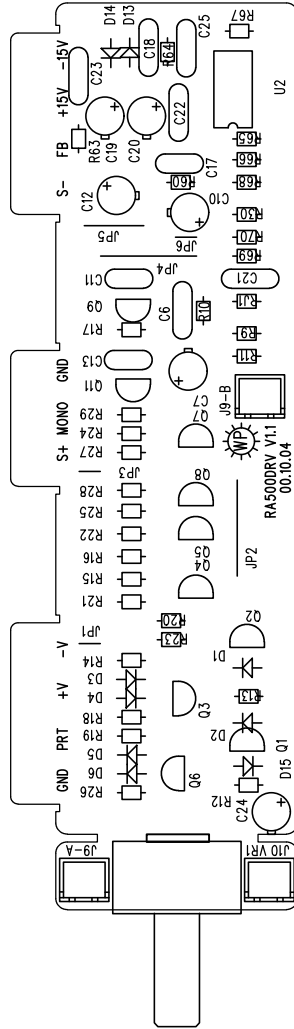 R67
C25
D14
D13
C18
R64
-15V
+15V
C23
U2
C22
FB
R63
C19
C20
R65
R66
C17
S-
C12
R60
C10
R68
R30
R70
R69
JP5
JP6
JP4
C11
C21
Q9
C6
R10
RJ1
R17
R9
R11
GND
C13
Q11
C7
J9-B
MONO
R29
Q7
S+
R24
R27
WP
RA500DRV V1.1
00.10.04
JP3
R28
Q8
R25
R22
Q5
JP2
R16
Q4
R15
R21
R20
JP1
R23
Q2
-V
R14
D1
D3
+V
D4
R13
Q3
R18
PRT
R19
D2
Q1
D5
GND
D6
Q6
D15
R26
R12
C24
J9-A
J10 VR1